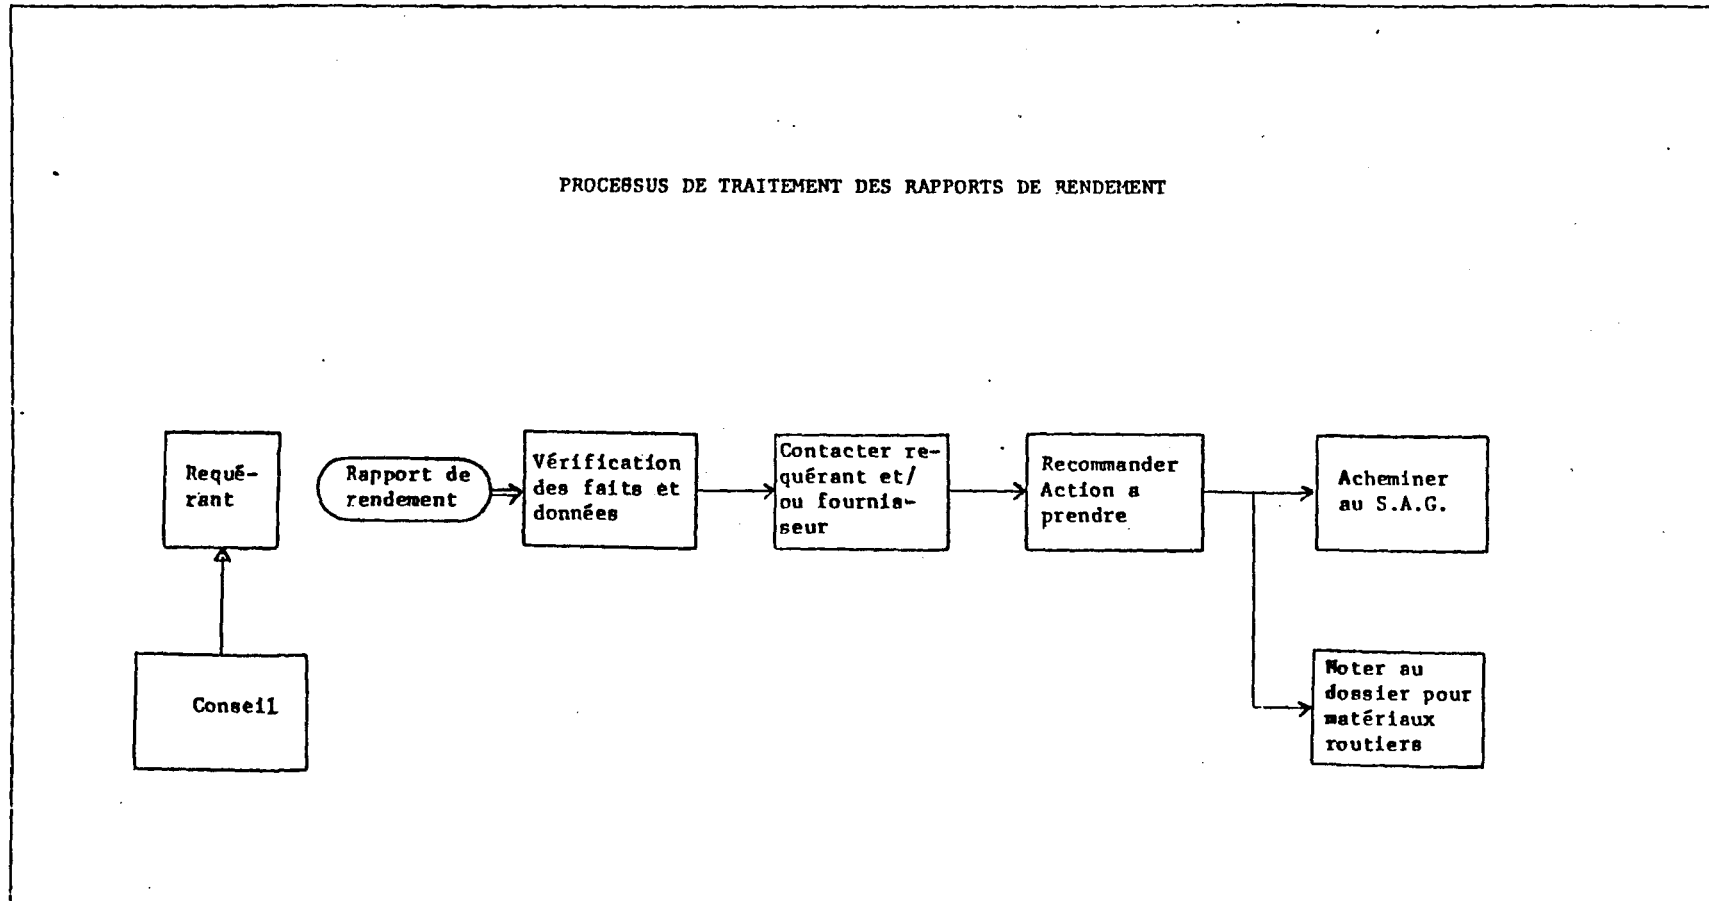 PROCESSUS DE TRAITEMENT DES RAPPORTS DE RENDEMENT
Requé-
rant
Rapport de
rendement
Vérification
des faits et
données
Contacter re-
quérant et/
ou fournis-
seur
Recommander
Action a
prendre
Acheminer
au S.A.G.
Conseil
Noter au
dossier pour
matériaux
routiers